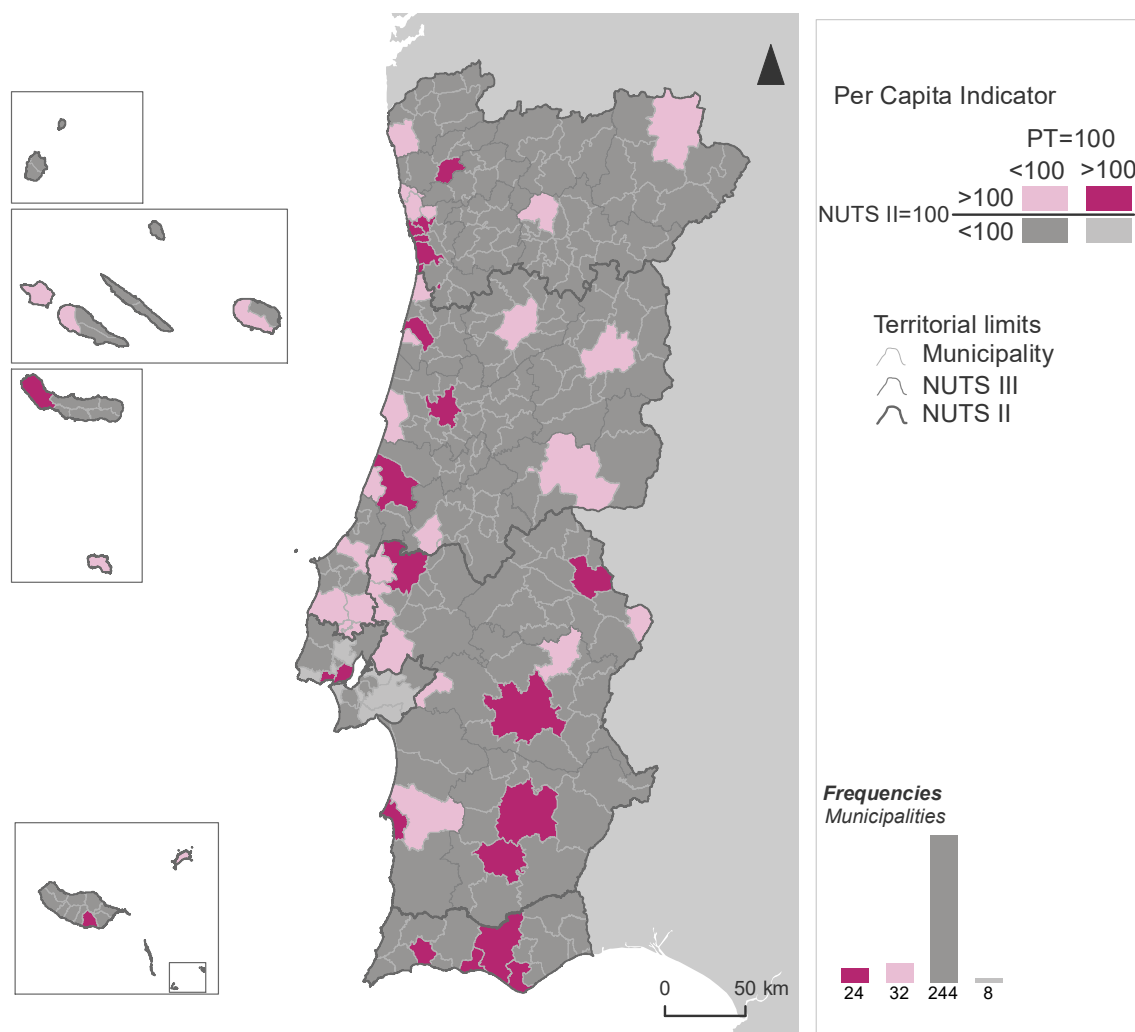 Per Capita Indicator
PT=100
<100 >100
>100
NUTS II=100
<100
Territorial limits
Municipality
NUTS III
NUTS II
Frequencies
Municipalities
24 32 244 8
0 50 km